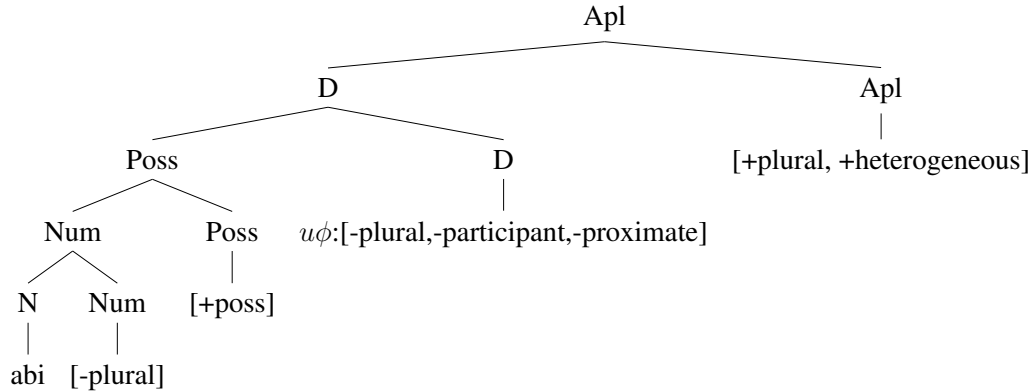 Apl
D Apl
Poss D [+plural, +heterogeneous]
Num Poss uϕ:[-plural,-participant,-proximate]
N Num [+poss]
abi [-plural]